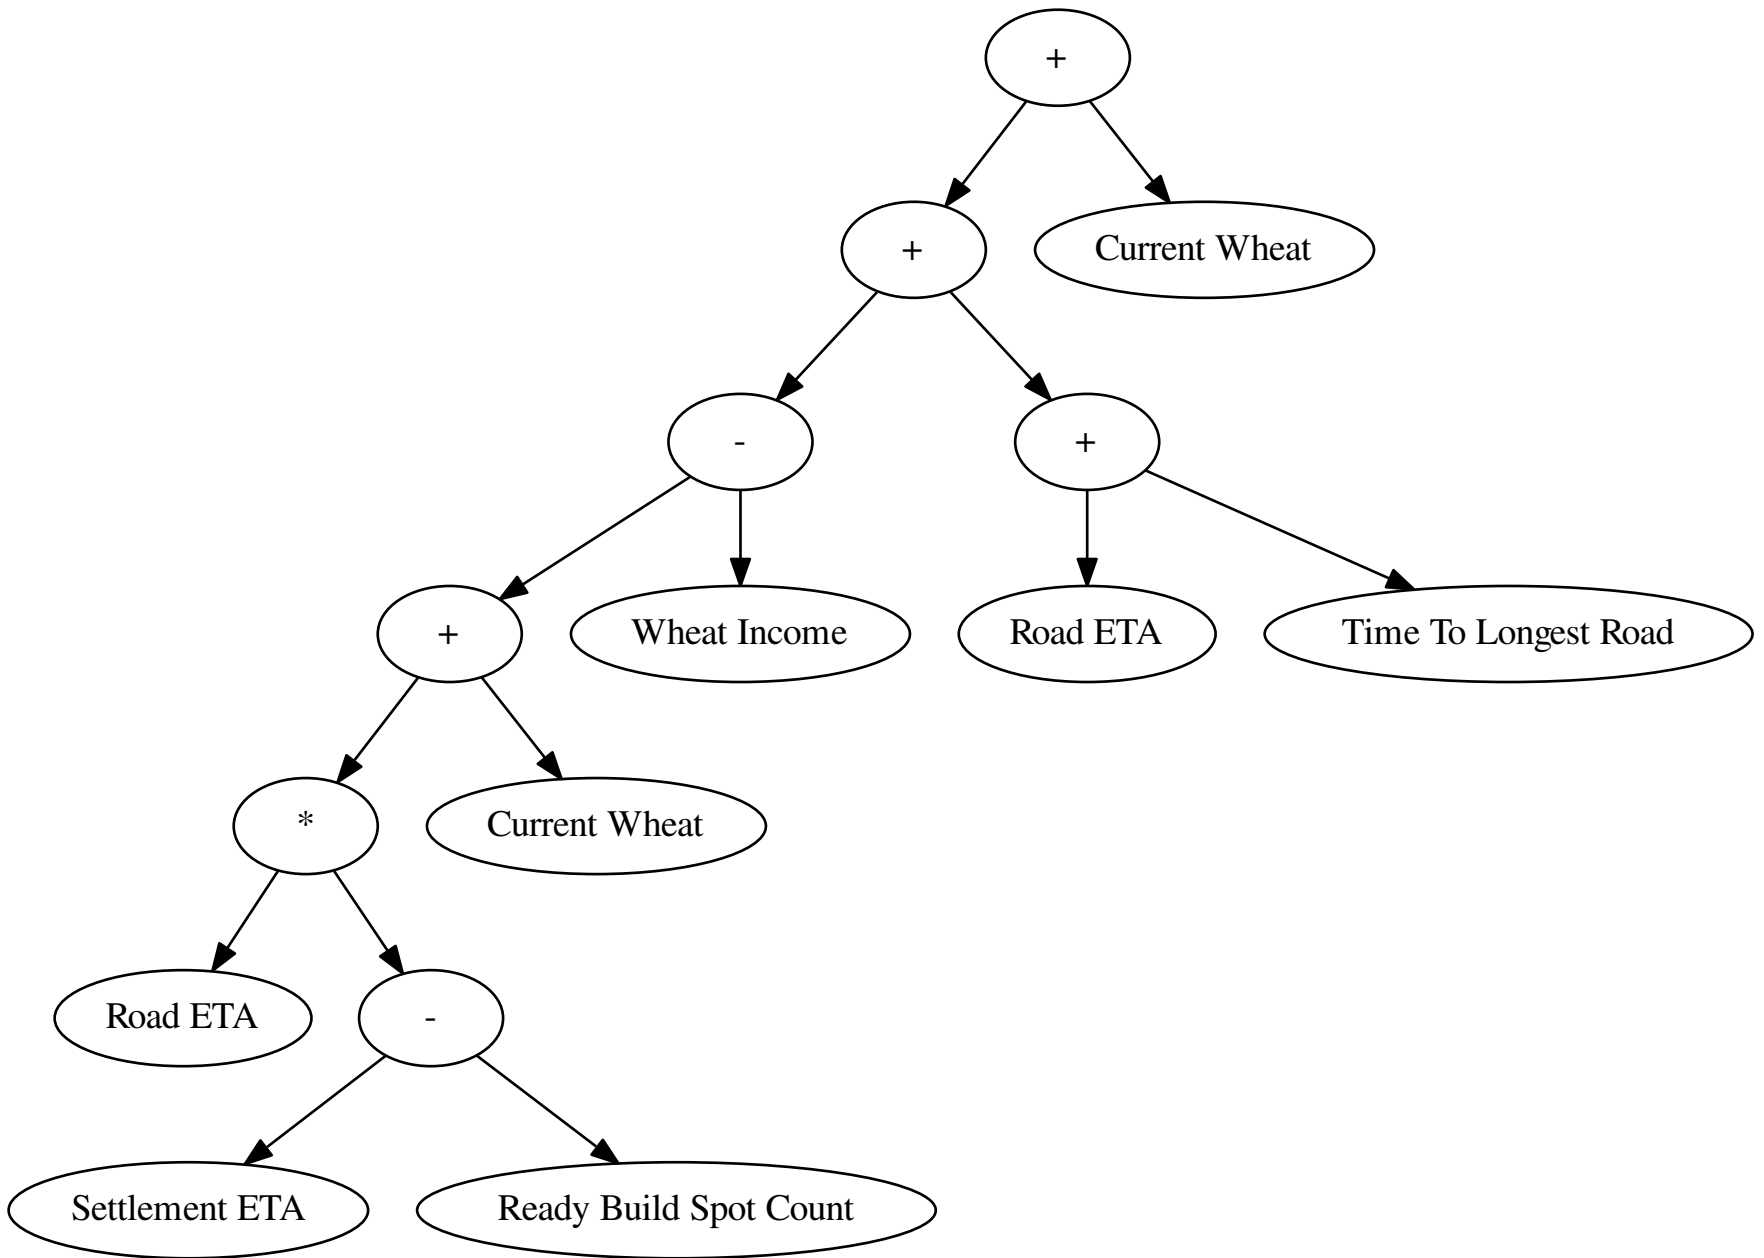 +
+
Current Wheat
-
+
+
Wheat Income
Road ETA
Time To Longest Road
*
Current Wheat
Road ETA
-
Settlement ETA
Ready Build Spot Count